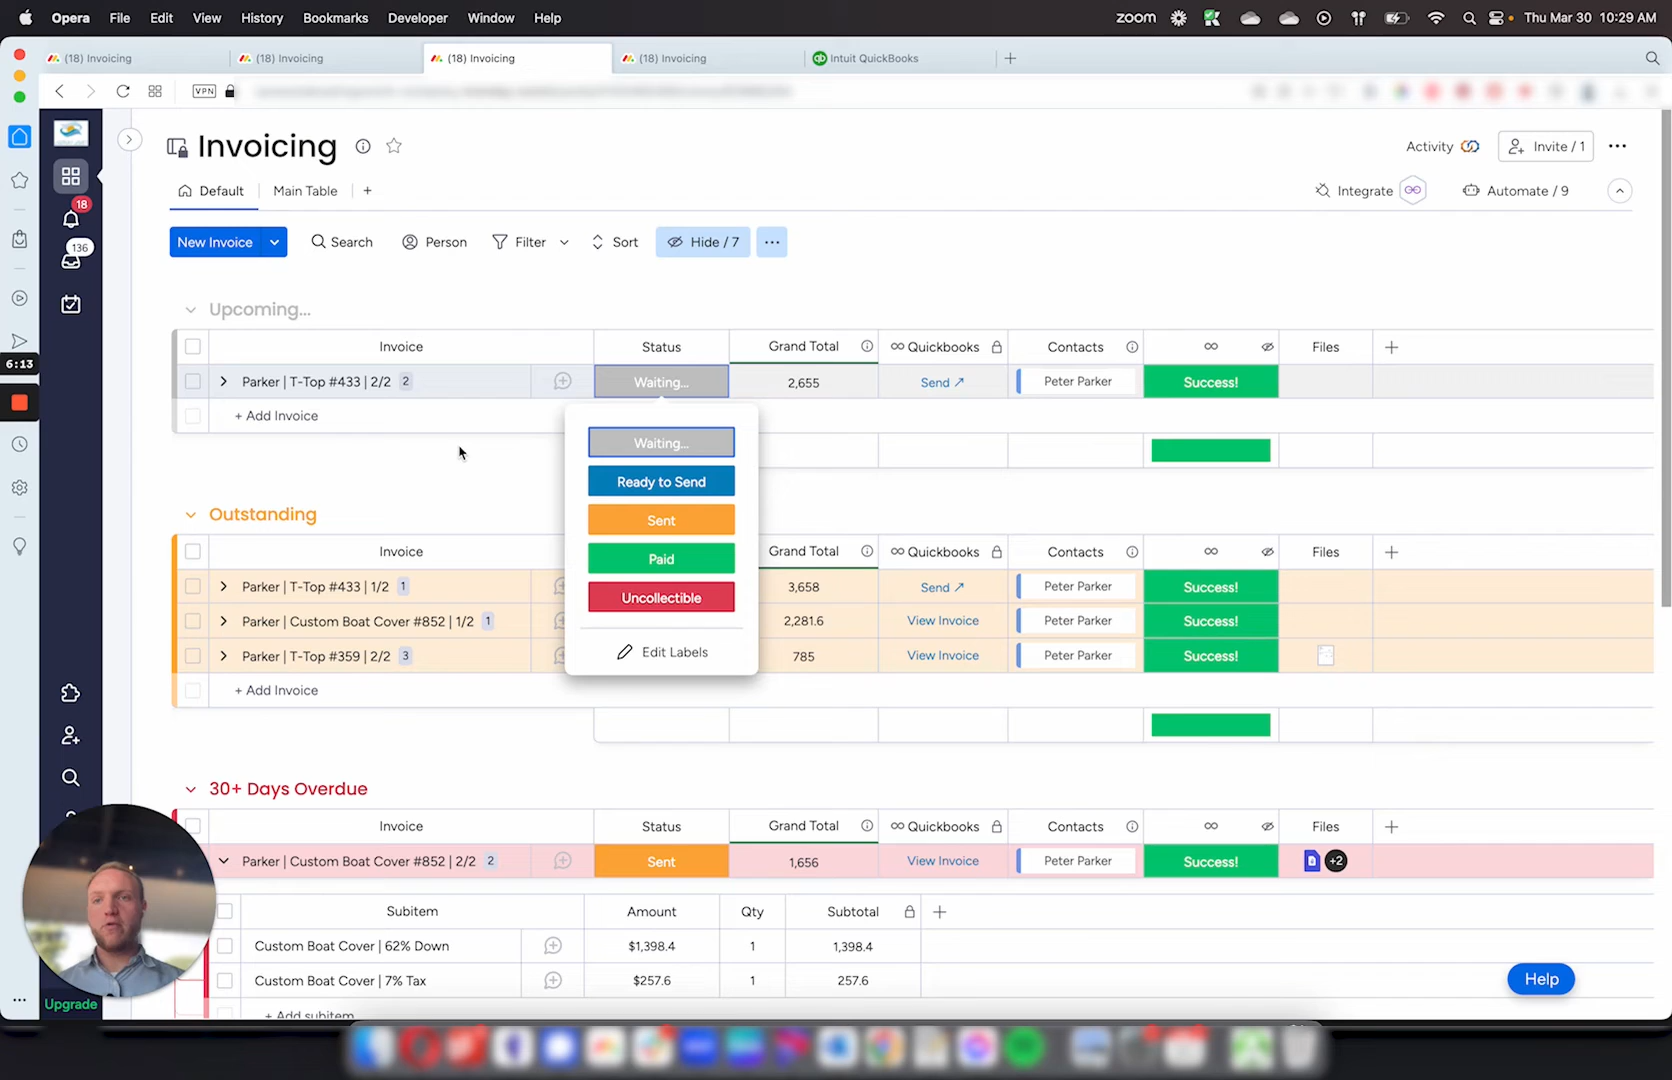 Opera File Edit View History Bookmarks Developer Window Help
zoom Thu Mar 30 10:29 AM
(18) Invoicing (18) Invoicing (18) Invoicing (18) Invoicing qb Intuit QuickBooks
VPN
Invoicing
Activity Invite / 1
Default Main Table +
Integrate Automate / 9
18
136
New Invoice Search Person Filter Sort Hide / 7
Upcoming...
Invoice Status Grand Total Quickbooks Contacts Files
6:13
Parker | T-Top #433 | 2/2 2 Waiting... 2,655 Send ↗ Peter Parker Success!
+ Add Invoice
Waiting...
Ready to Send
Sent
Paid
Uncollectible
Edit Labels
Outstanding
Invoice Grand Total Quickbooks Contacts Files
Parker | T-Top #433 | 1/2 1 3,658 Send ↗ Peter Parker Success!
Parker | Custom Boat Cover #852 | 1/2 1 2,281.6 View Invoice Peter Parker Success!
Parker | T-Top #359 | 2/2 3 785 View Invoice Peter Parker Success!
+ Add Invoice
30+ Days Overdue
Invoice Status Grand Total Quickbooks Contacts Files
Parker | Custom Boat Cover #852 | 2/2 2 Sent 1,656 View Invoice Peter Parker Success! +2
Subitem Amount Qty Subtotal
Custom Boat Cover | 62% Down $1,398.4 1 1,398.4
Custom Boat Cover | 7% Tax $257.6 1 257.6
+ Add subitem
Help
Upgrade